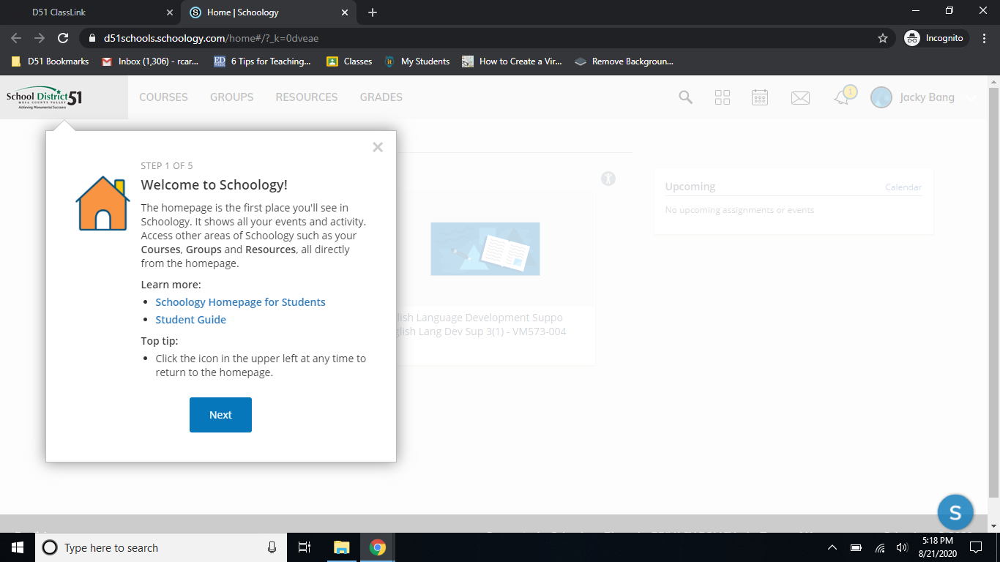 D51 ClassLink
Home | Schoology
d51schools.schoology.com/home#/?_k=0dveae
Incognito
D51 Bookmarks
Inbox (1,306) - rcar...
6 Tips for Teaching...
Classes
My Students
How to Create a Vir...
Remove Backgroun...
School District 51
MESA COUNTY VALLEY
Achieving Monumental Success
COURSES
GROUPS
RESOURCES
GRADES
1
Jacky Bang
STEP 1 OF 5
Welcome to Schoology!
The homepage is the first place you'll see in
Schoology. It shows all your events and activity.
Access other areas of Schoology such as your
Courses, Groups and Resources, all directly
from the homepage.
Learn more:
Schoology Homepage for Students
Student Guide
Top tip:
Click the icon in the upper left at any time to
return to the homepage.
Next
Language Development Suppo
Lang Dev Sup 3(1) - VM573-004
Upcoming
Calendar
No upcoming assignments or events
S
Type here to search
5:18 PM
8/21/2020